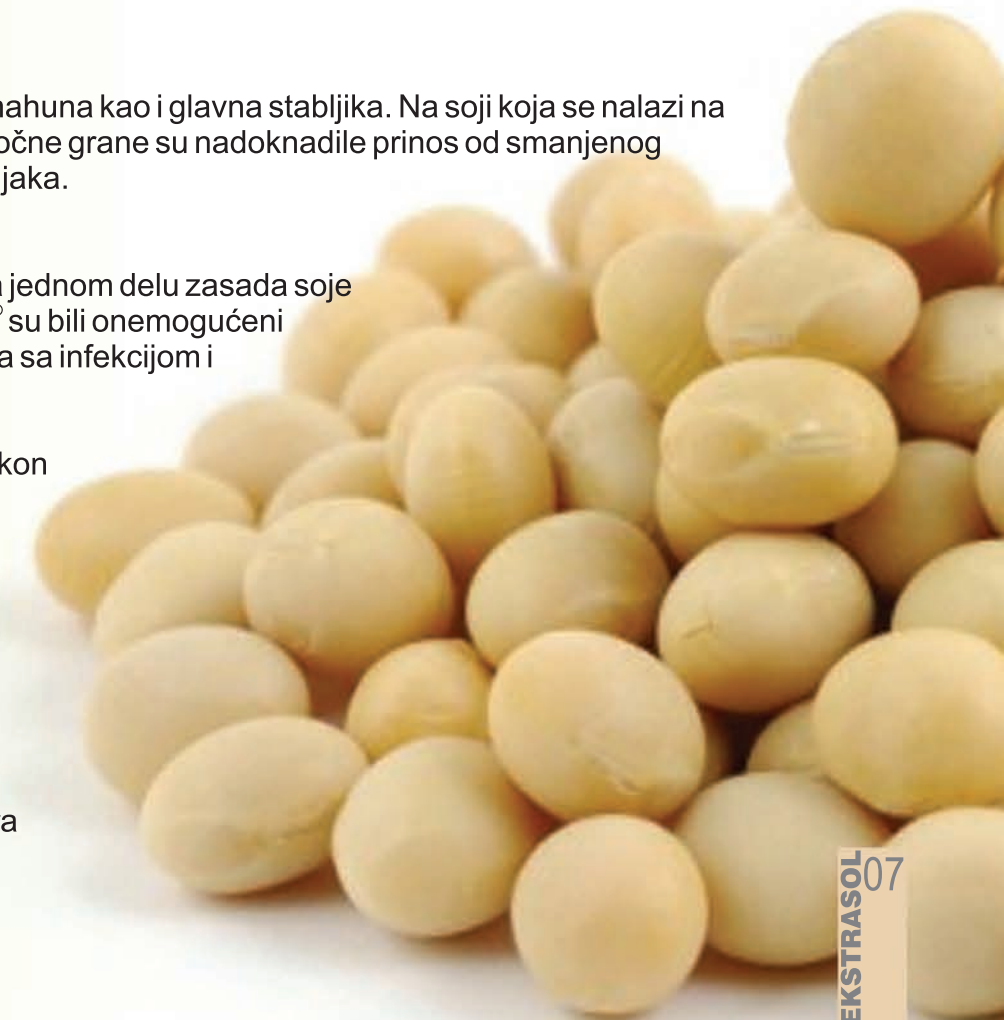 nahuna kao i glavna stabljika. Na soji koja se nalazi na
očne grane su nadoknadile prinos od smanjenog
jaka.
jednom delu zasada soje
su bili onemogućeni
a sa infekcijom i
kon
a
EKSTRASOL
07